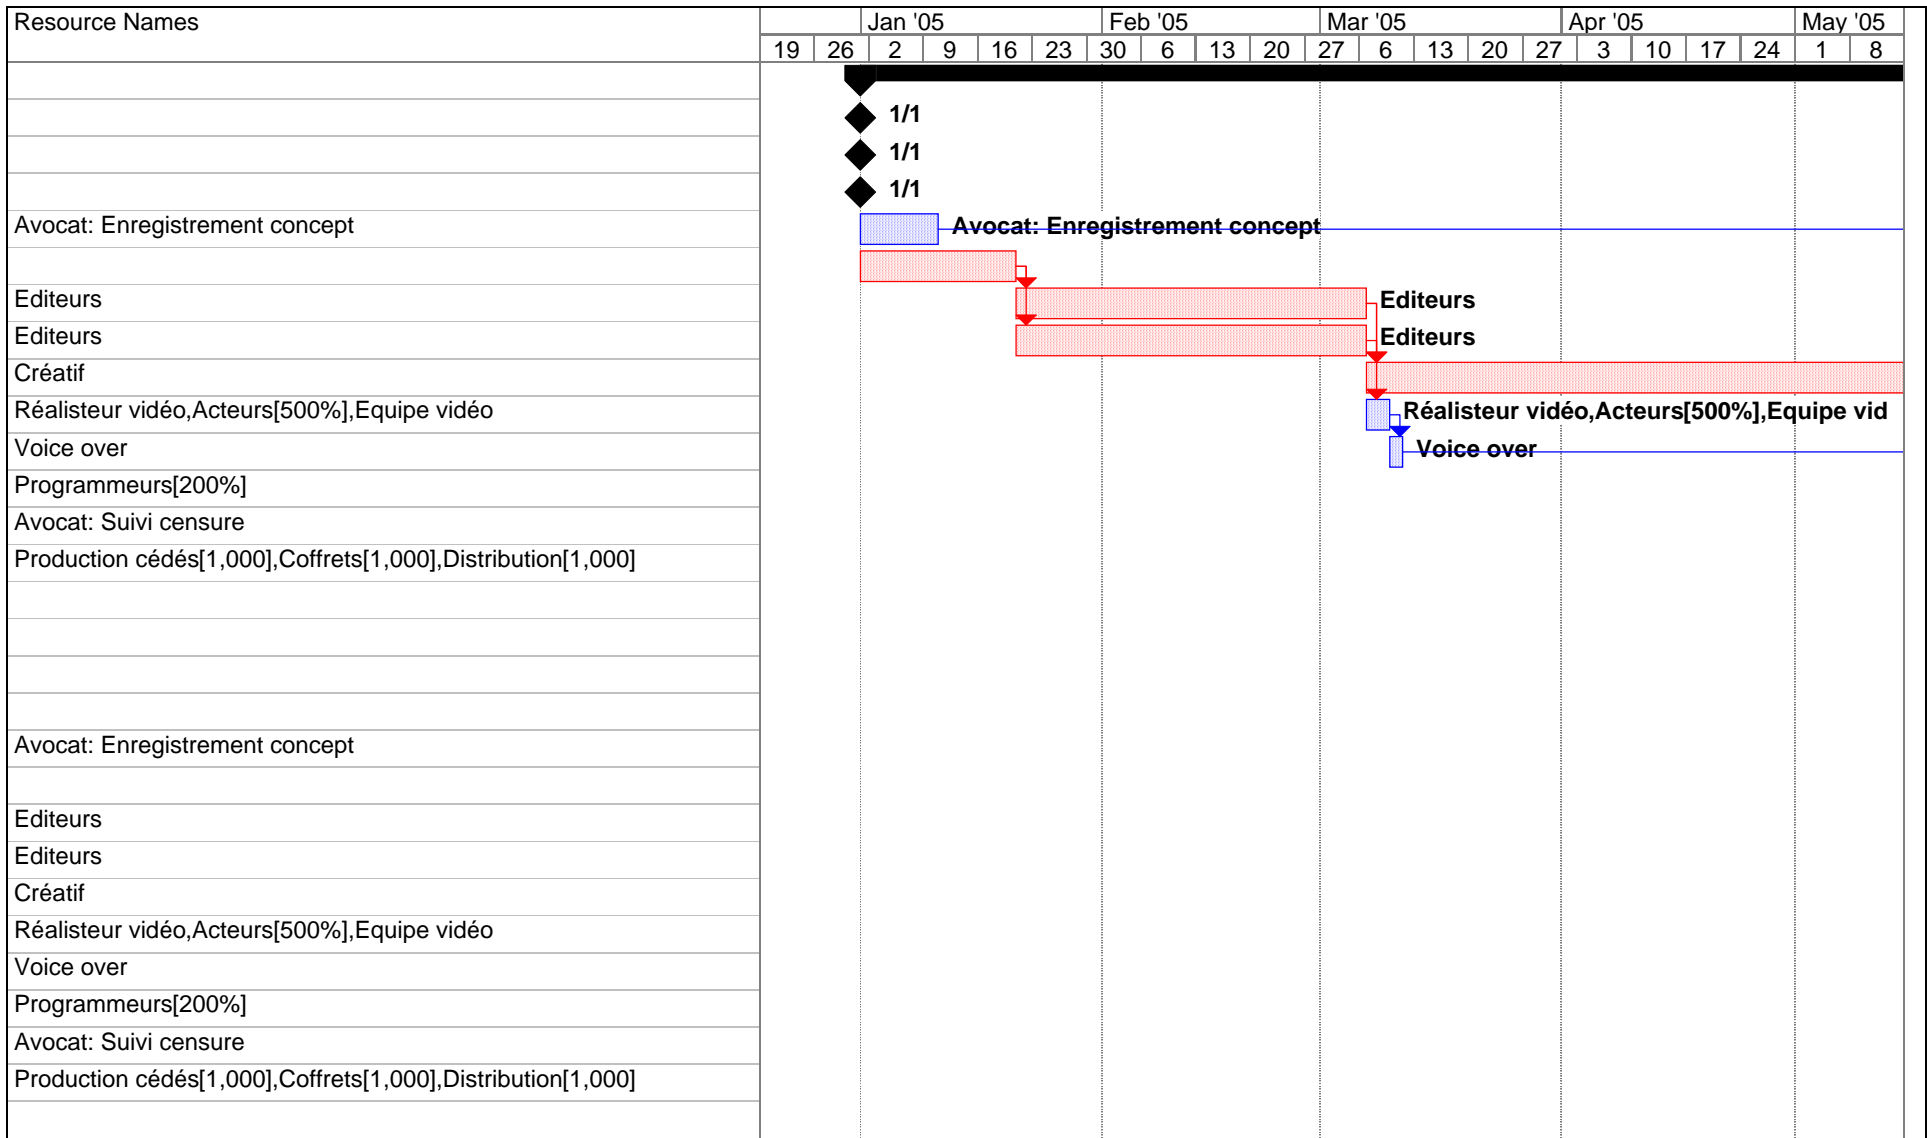 Resource Names
Jan '05 Feb '05 Mar '05 Apr '05 May '05
19 26 2 9 16 23 30 6 13 20 27 6 13 20 27 3 10 17 24 1 8
1/1
1/1
1/1
Avocat: Enregistrement concept Avocat: Enregistrement concept
Editeurs Editeurs
Editeurs Editeurs
Créatif
Réalisteur vidéo,Acteurs[500%],Equipe vidéo Réalisteur vidéo,Acteurs[500%],Equipe vid
Voice over Voice over
Programmeurs[200%]
Avocat: Suivi censure
Production cédés[1,000],Coffrets[1,000],Distribution[1,000]
Avocat: Enregistrement concept
Editeurs
Editeurs
Créatif
Réalisteur vidéo,Acteurs[500%],Equipe vidéo
Voice over
Programmeurs[200%]
Avocat: Suivi censure
Production cédés[1,000],Coffrets[1,000],Distribution[1,000]